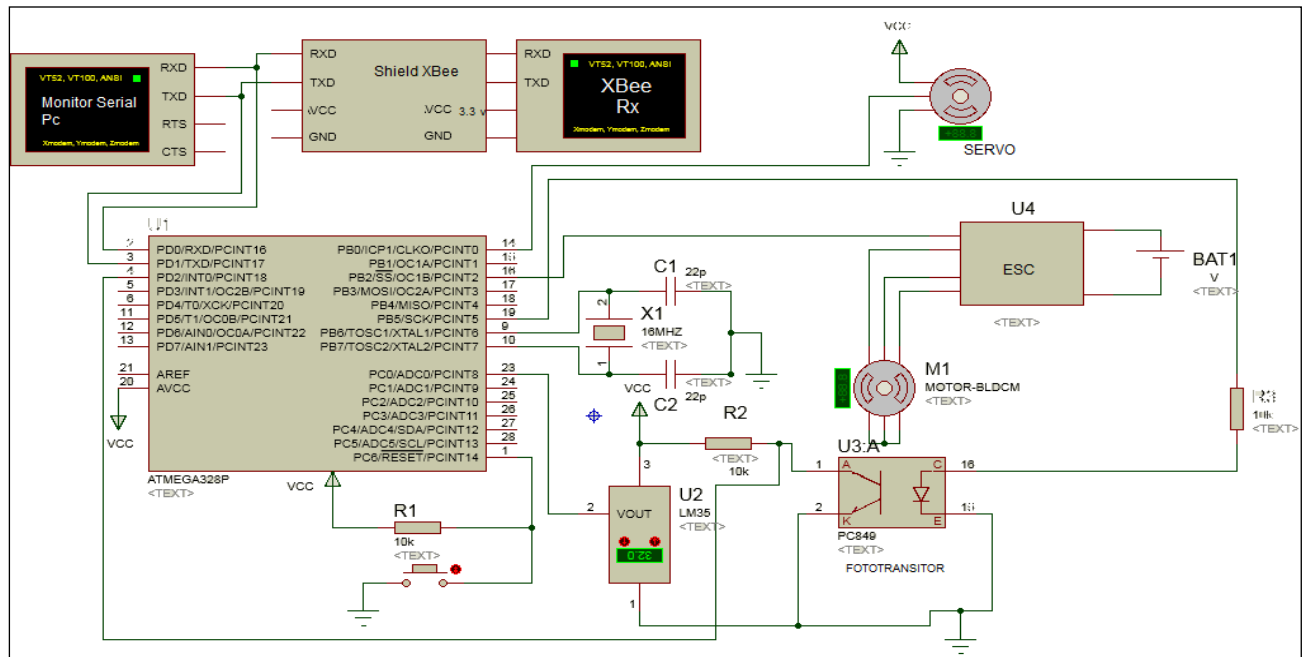 VT52, VT100, ANSI
Monitor Serial
Pc
Xmodem, Ymodem, Zmodem
RXD
TXD
RTS
CTS
RXD
TXD
VCC
GND
Shield XBee
.VCC 3.3 v
GND
RXD
TXD
VT52, VT100, ANSI
XBee
Rx
Xmodem, Ymodem, Zmodem
VCC
SERVO
U1
2 PD0/RXD/PCINT16
3 PD1/TXD/PCINT17
4 PD2/INT0/PCINT18
5 PD3/INT1/OC2B/PCINT19
6 PD4/T0/XCK/PCINT20
11 PD5/T1/OC0B/PCINT21
12 PD6/AIN0/OC0A/PCINT22
13 PD7/AIN1/PCINT23
21 AREF
20 AVCC
PB0/ICP1/CLKO/PCINT0 14
PB1/OC1A/PCINT1 15
PB2/SS/OC1B/PCINT2 16
PB3/MOSI/OC2A/PCINT3 17
PB4/MISO/PCINT4 18
PB5/SCK/PCINT5 19
PB6/TOSC1/XTAL1/PCINT6 9
PB7/TOSC2/XTAL2/PCINT7 10
PC0/ADC0/PCINT8 23
PC1/ADC1/PCINT9 24
PC2/ADC2/PCINT10 25
PC3/ADC3/PCINT11 26
PC4/ADC4/SDA/PCINT12 27
PC5/ADC5/SCL/PCINT13 28
PC6/RESET/PCINT14 1
ATMEGA328P
<TEXT>
VCC
VCC
R1
10k
<TEXT>
C1
22p
<TEXT>
2
X1
16MHZ
<TEXT>
1
<TEXT>
22p
C2
VCC
R2
<TEXT>
10k
3
2
VOUT
1
U2
LM35
<TEXT>
32.0
U4
ESC
<TEXT>
BAT1
V
<TEXT>
M1
MOTOR-BLDCM
<TEXT>
R3
10k
<TEXT>
U3:A
1 A
2 K
C 16
E 15
PC849
<TEXT>
FOTOTRANSITOR